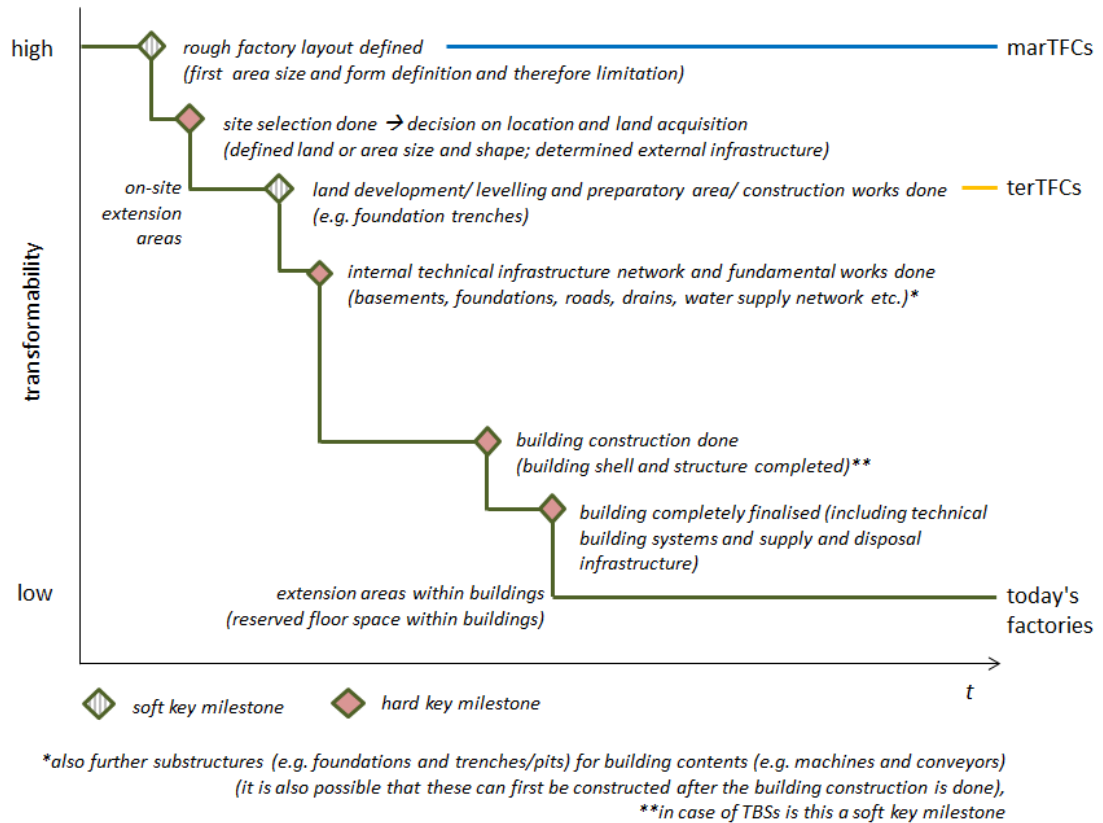 high
rough factory layout defined
(first area size and form definition and therefore limitation)
marTFCs
site selection done → decision on location and land acquisition
(defined land or area size and shape; determined external infrastructure)
on-site
extension
areas
land development/ levelling and preparatory area/ construction works done
(e.g. foundation trenches)
terTFCs
internal technical infrastructure network and fundamental works done
(basements, foundations, roads, drains, water supply network etc.)*
transformability
building construction done
(building shell and structure completed)**
building completely finalised (including technical
building systems and supply and disposal
infrastructure)
low
extension areas within buildings
(reserved floor space within buildings)
today's
factories
t
soft key milestone
hard key milestone
*also further substructures (e.g. foundations and trenches/pits) for building contents (e.g. machines and conveyors)
(it is also possible that these can first be constructed after the building construction is done),
**in case of TBSs is this a soft key milestone